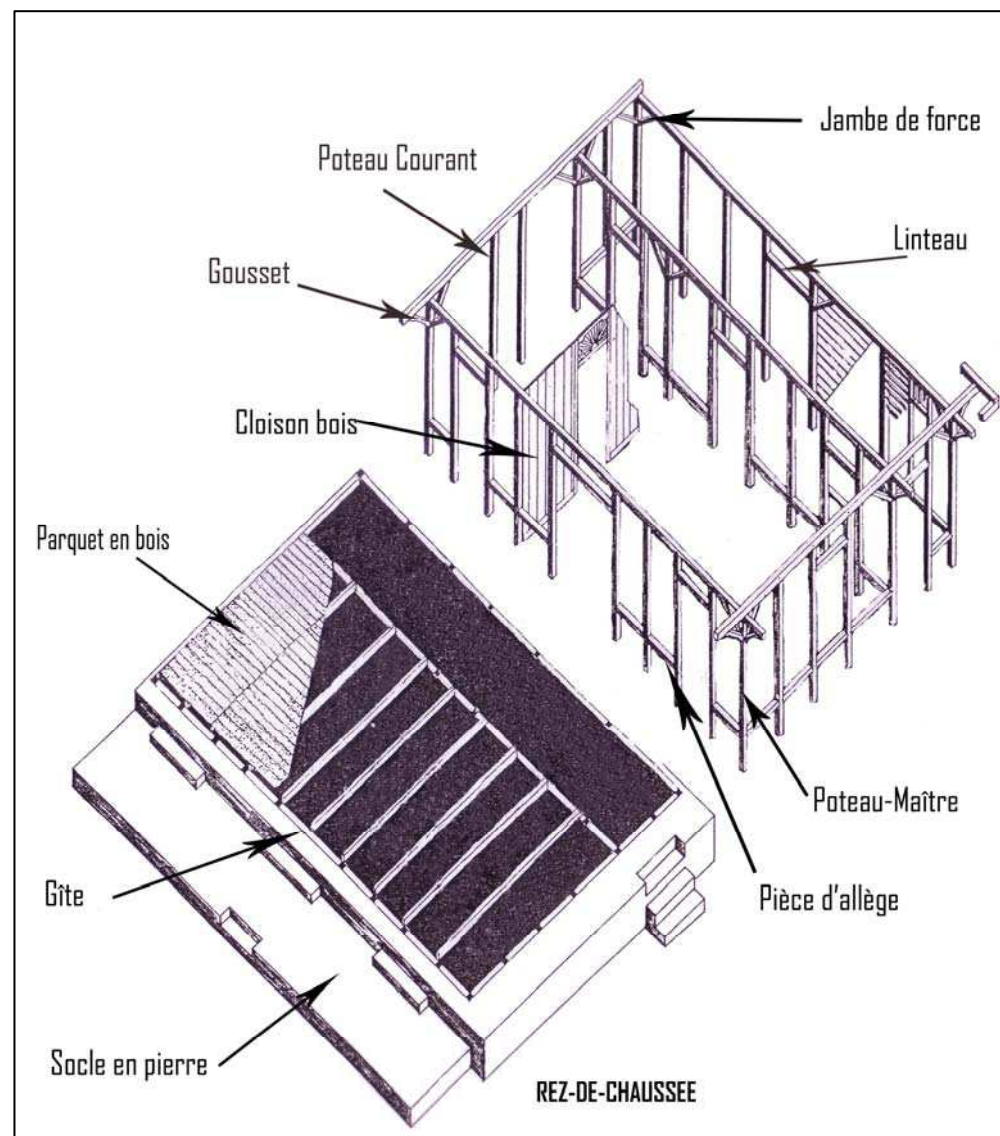 Jambe de force
Poteau Courant
Linteau
Gousset
Cloison bois
Parquet en bois
Poteau-Maître
Gîte
Pièce d'allège
Socle en pierre
REZ-DE-CHAUSSEE